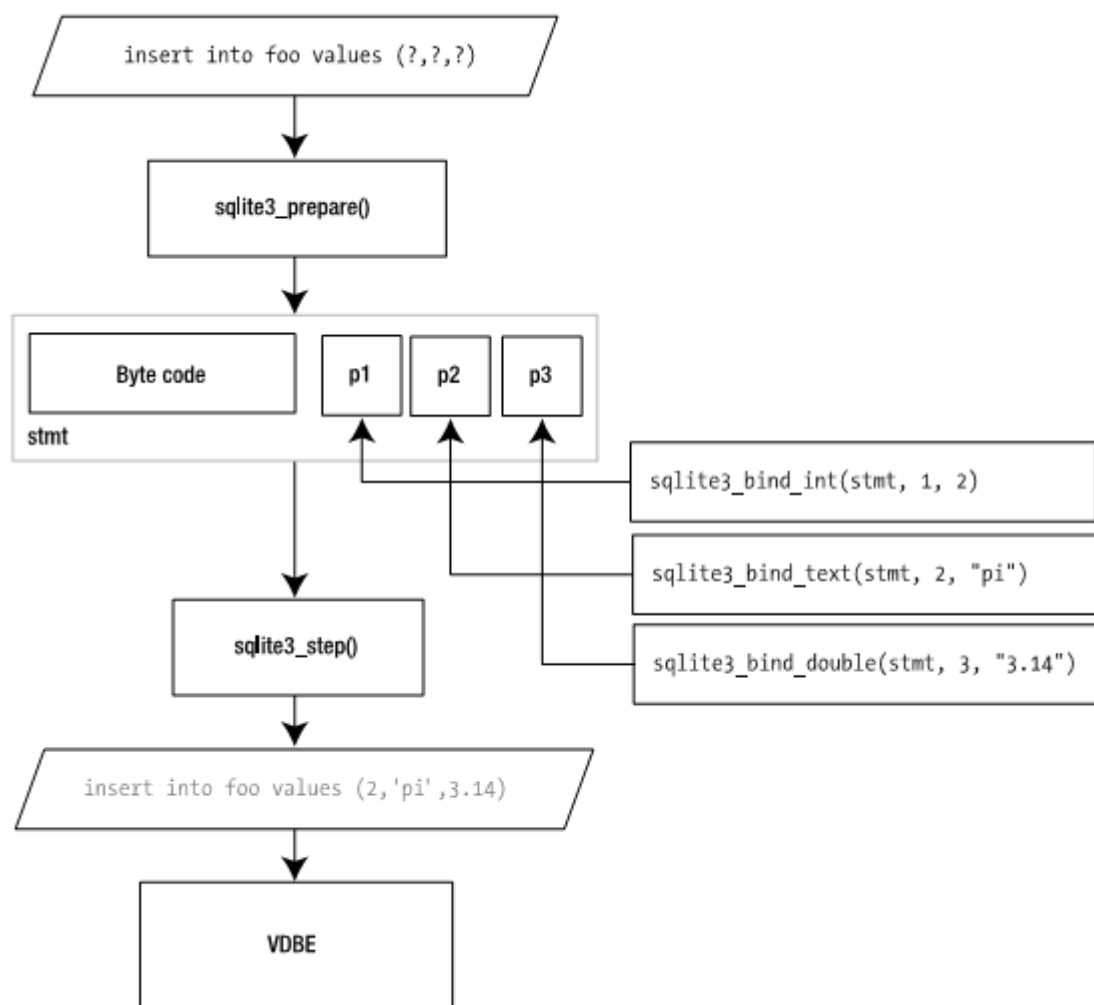 insert into foo values (?,?,?)
sqlite3_prepare()
Byte code
p1
p2
p3
stmt
sqlite3_bind_int(stmt, 1, 2)
sqlite3_bind_text(stmt, 2, "pi")
sqlite3_step()
sqlite3_bind_double(stmt, 3, "3.14")
insert into foo values (2,'pi',3.14)
VDBE